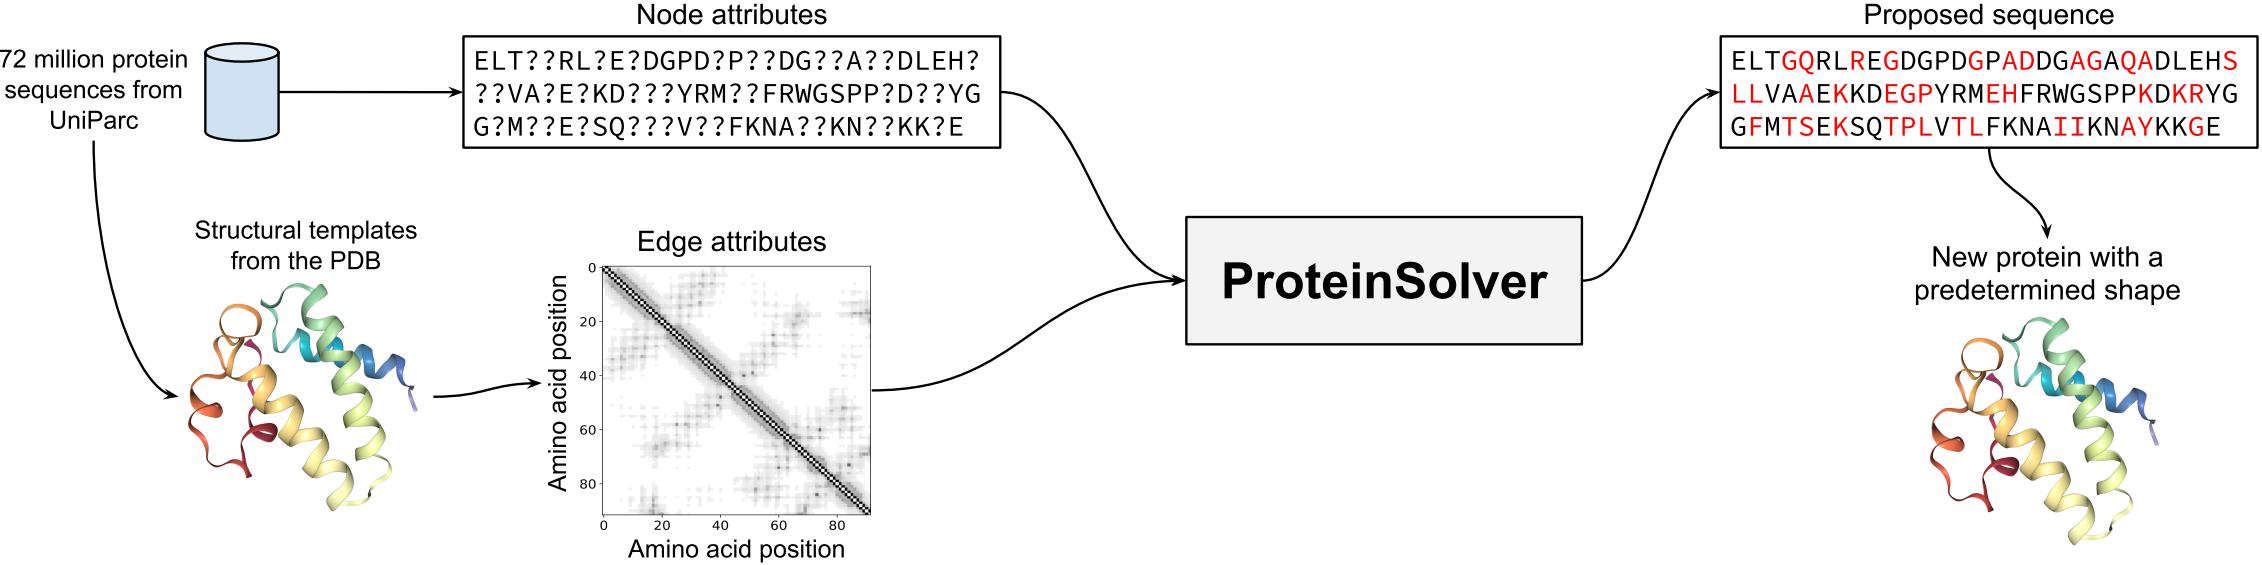 72 million protein
sequences from
UniParc
Node attributes
ELT??RL?E?DGPD?P??DG??A??DLEH?
??VA?E?KD???YRM??FRWGSPP?D??YG
G?M??E?SQ???V??FKNA??KN??KK?E
Structural templates
from the PDB
Edge attributes
Amino acid position
0
20
40
60
80
0
20
40
60
80
Amino acid position
ProteinSolver
Proposed sequence
ELTGQRLREGDGPDGPADDGAGAQADLEHS
LLVAAEKKDEGPYRMEHFRWGSPPKDKRYG
GFMTSEKSQTPLVTLFKNAIIKNAYKKGE
New protein with a
predetermined shape